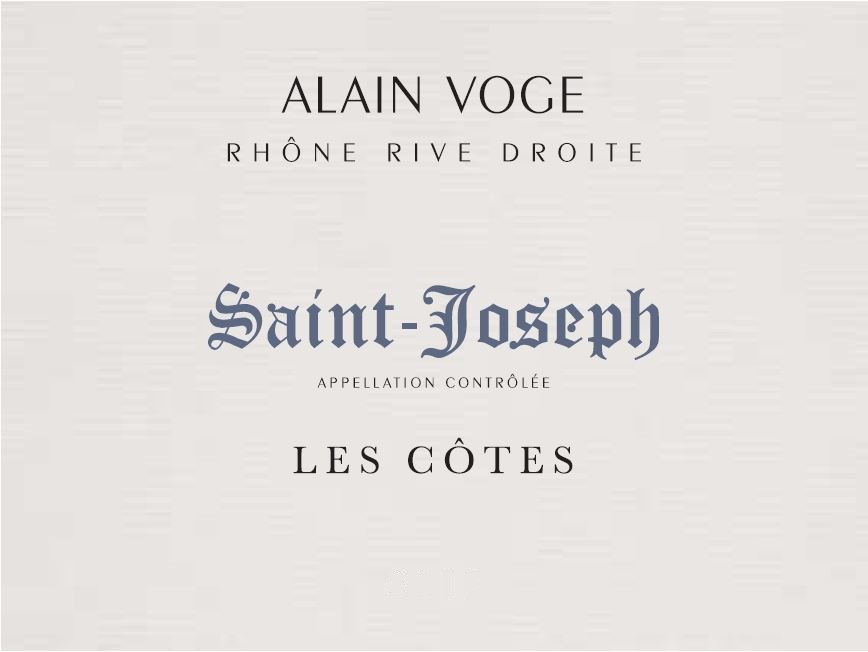 ALAIN VOGE
RHÔNE RIVE DROITE
Saint-Joseph
APPELLATION CONTRÔLÉE
LES CÔTES